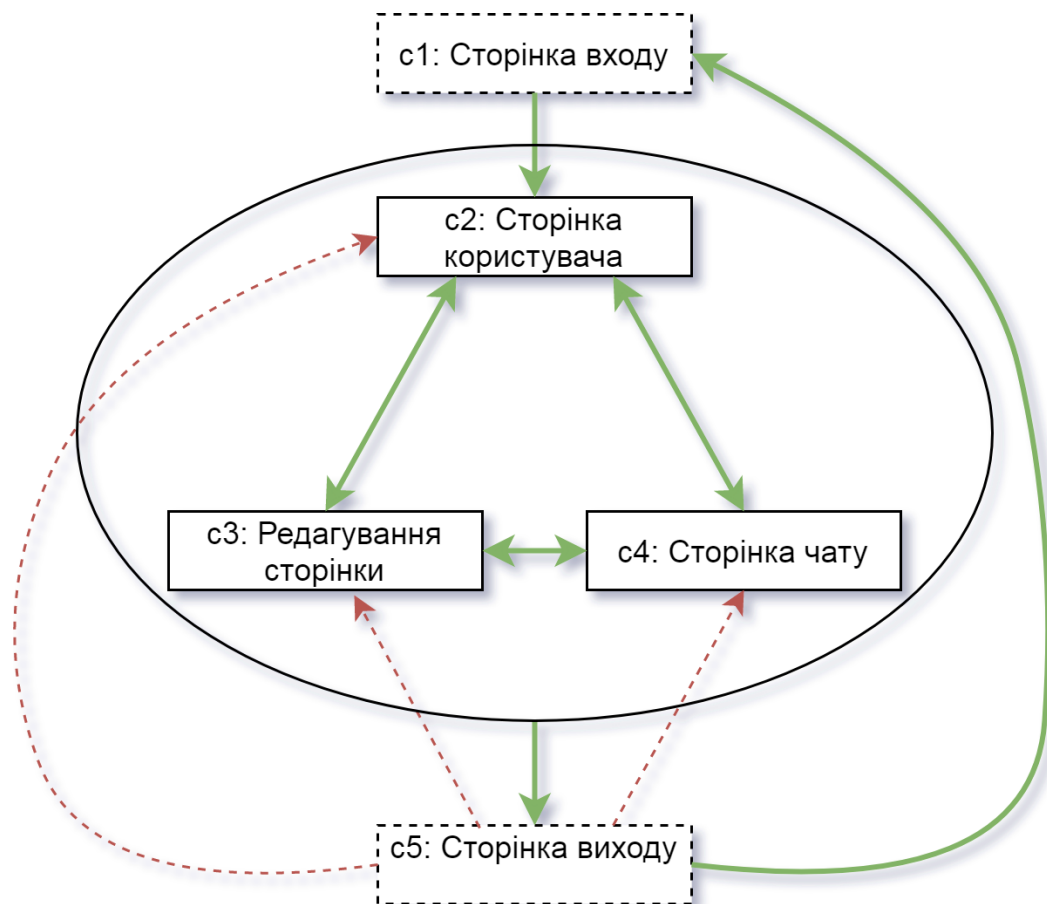 c1: Сторінка входу
c2: Сторінка
користувача
c3: Редагування
сторінки
c4: Сторінка чату
c5: Сторінка виходу